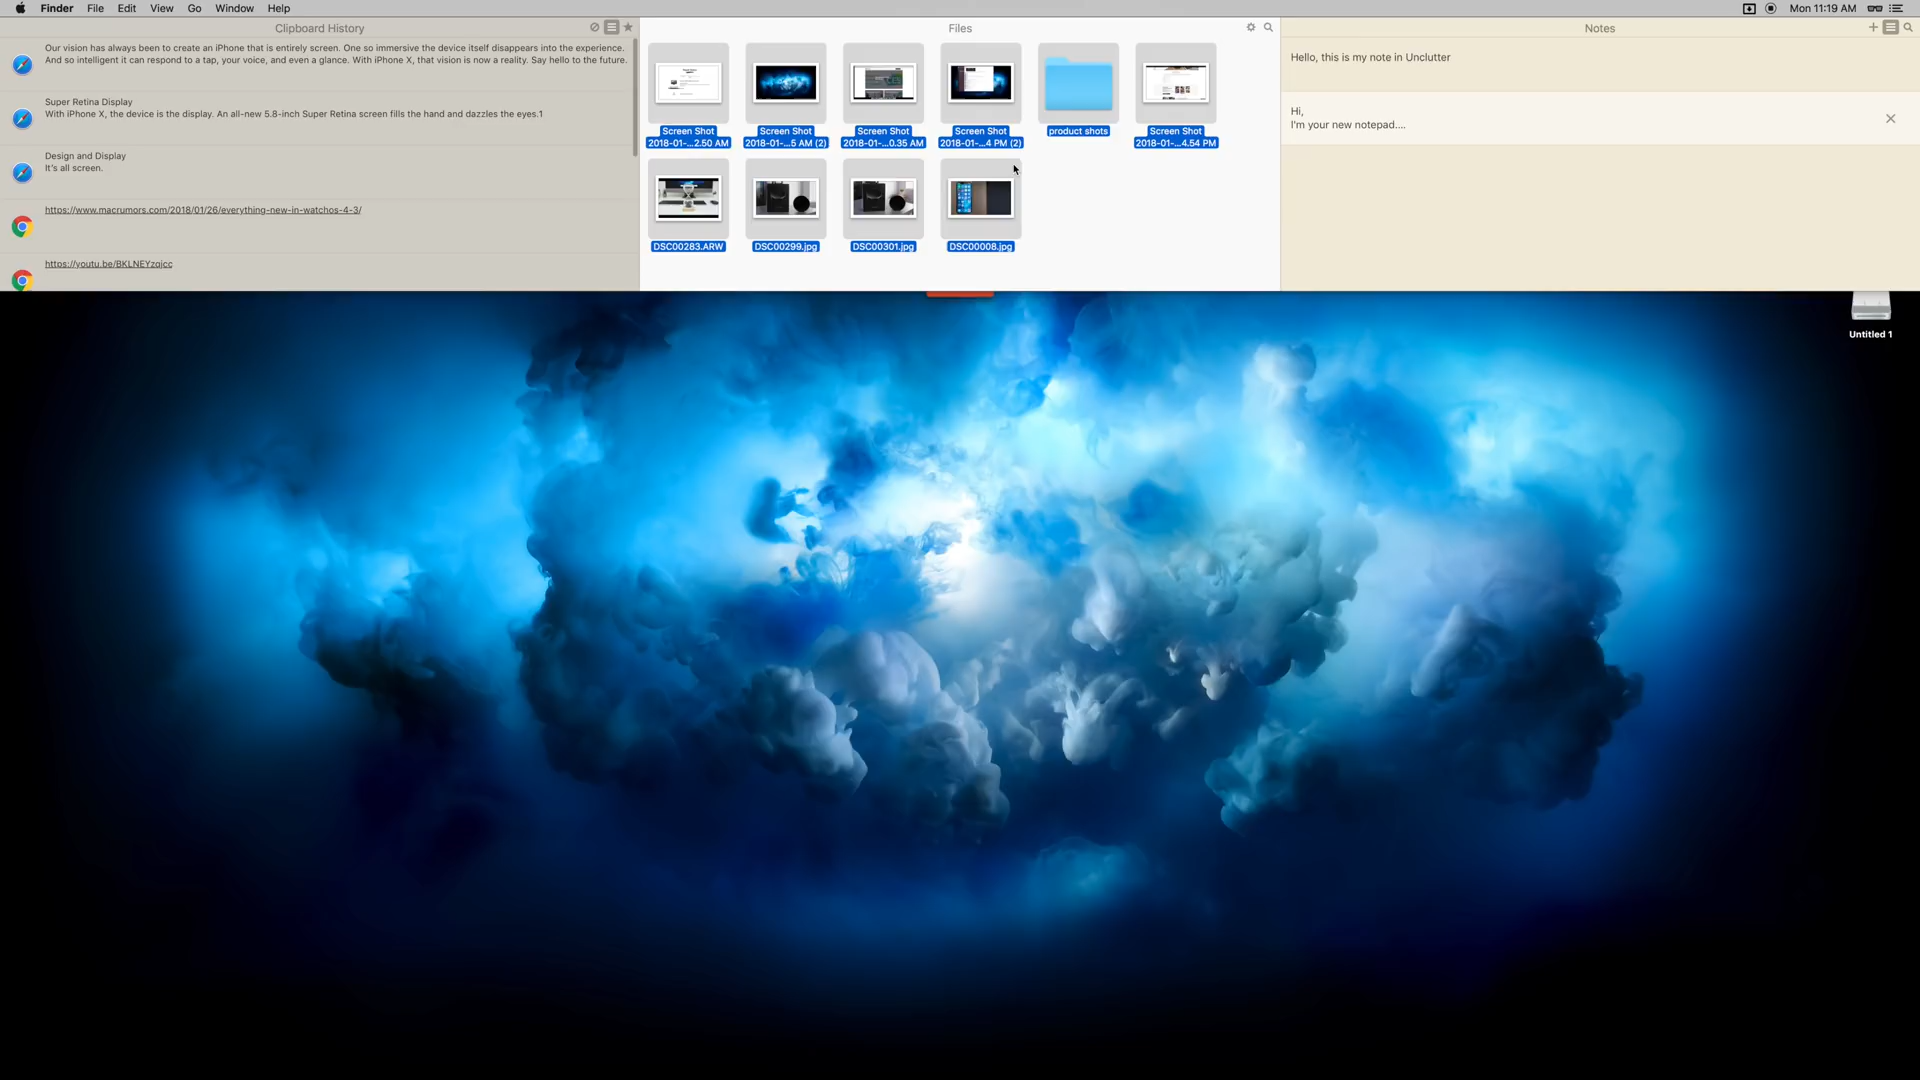 Finder File Edit View Go Window Help
Mon 11:19 AM
Clipboard History
Our vision has always been to create an iPhone that is entirely screen. One so immersive the device itself disappears into the experience.
And so intelligent it can respond to a tap, your voice, and even a glance. With iPhone X, that vision is now a reality. Say hello to the future.
Super Retina Display
With iPhone X, the device is the display. An all-new 5.8-inch Super Retina screen fills the hand and dazzles the eyes.1
Design and Display
It's all screen.
https://www.macrumors.com/2018/01/26/everything-new-in-watchos-4-3/
https://youtu.be/BKLNEYzqjcc
Files
Screen Shot
2018-01-...2.50 AM
Screen Shot
2018-01-...5 AM (2)
Screen Shot
2018-01-...0.35 AM
Screen Shot
2018-01-...4 PM (2)
product shots
Screen Shot
2018-01-...4.54 PM
DSC00283.ARW
DSC00299.jpg
DSC00301.jpg
DSC00008.jpg
Notes
Hello, this is my note in Unclutter
Hi,
I'm your new notepad....
Untitled 1